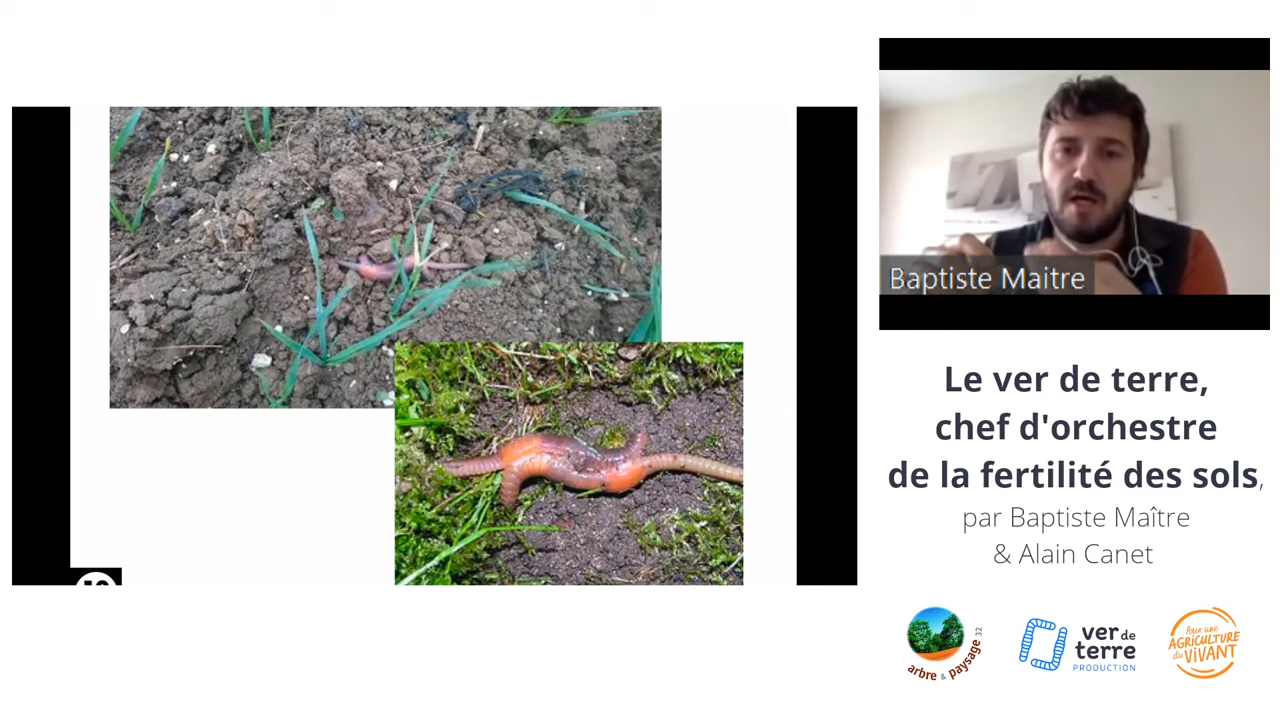 Baptiste Maitre
Le ver de terre,
chef d'orchestre
de la fertilité des sols,
par Baptiste Maître
& Alain Canet
arbre & paysage 32
ver de
terre
PRODUCTION
Pour une
AGRICULTURE
du ViVANT